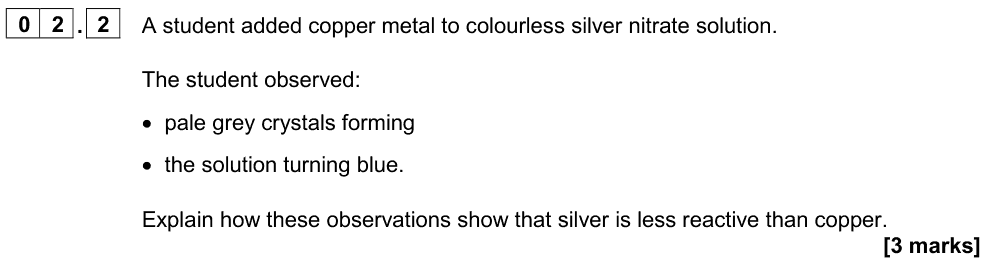 0 2 . 2 A student added copper metal to colourless silver nitrate solution.
The student observed:
• pale grey crystals forming
• the solution turning blue.
Explain how these observations show that silver is less reactive than copper.
[3 marks]